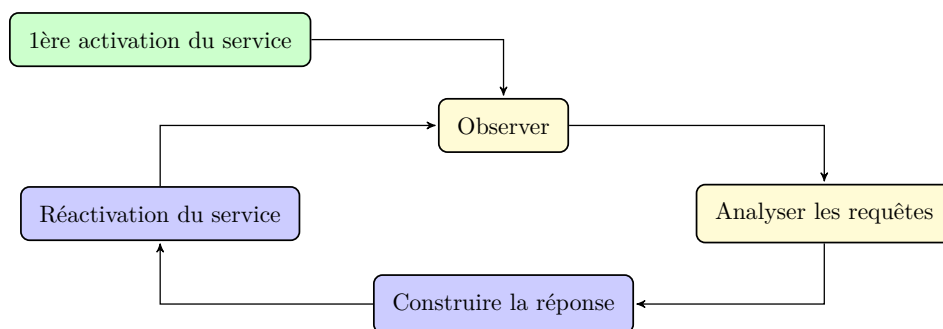 1ère activation du service
Observer
Réactivation du service
Analyser les requêtes
Construire la réponse